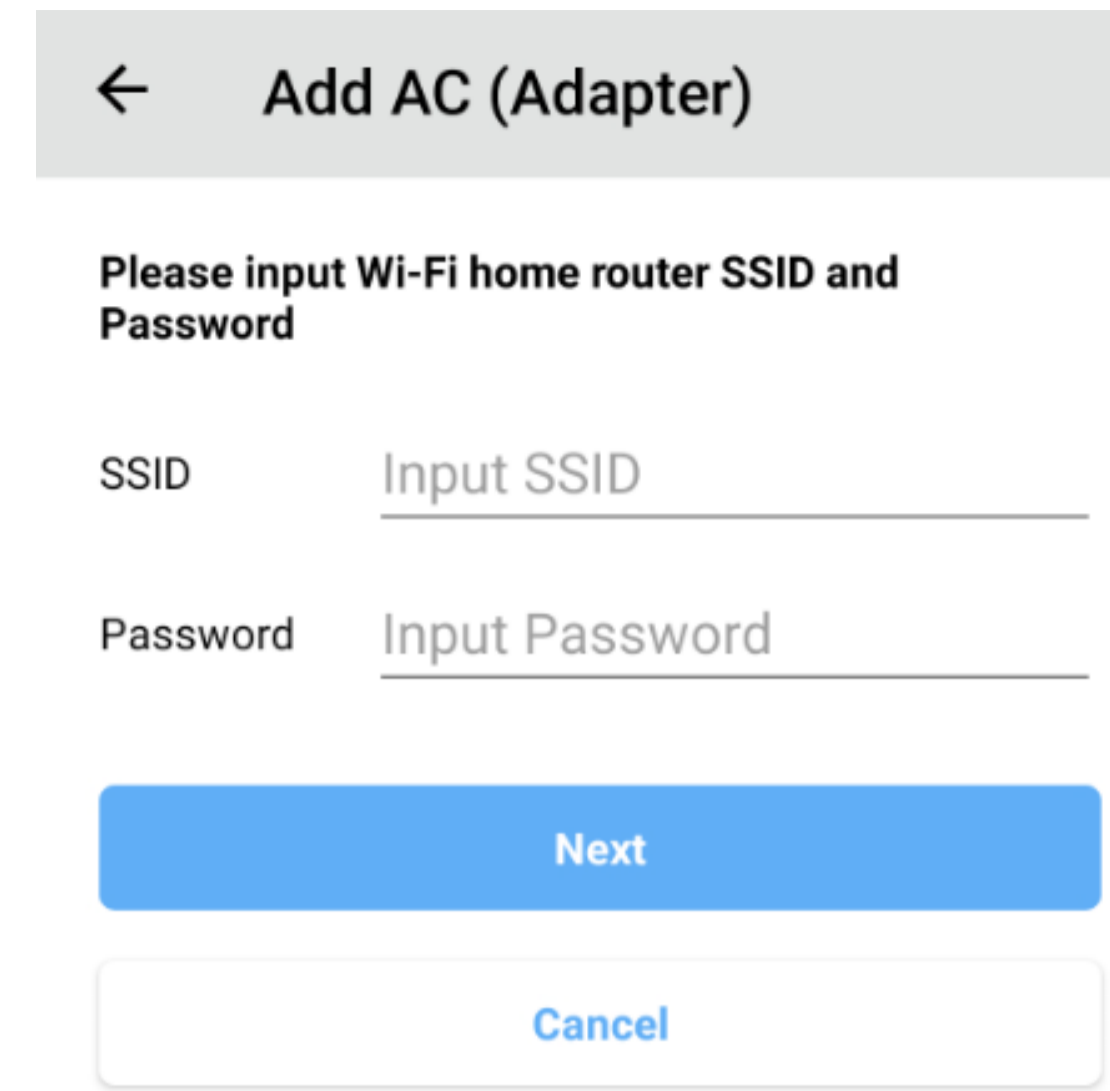 Add AC (Adapter)
Please input Wi-Fi home router SSID and
Password
SSID
Input SSID
Password
Input Password
Next
Cancel